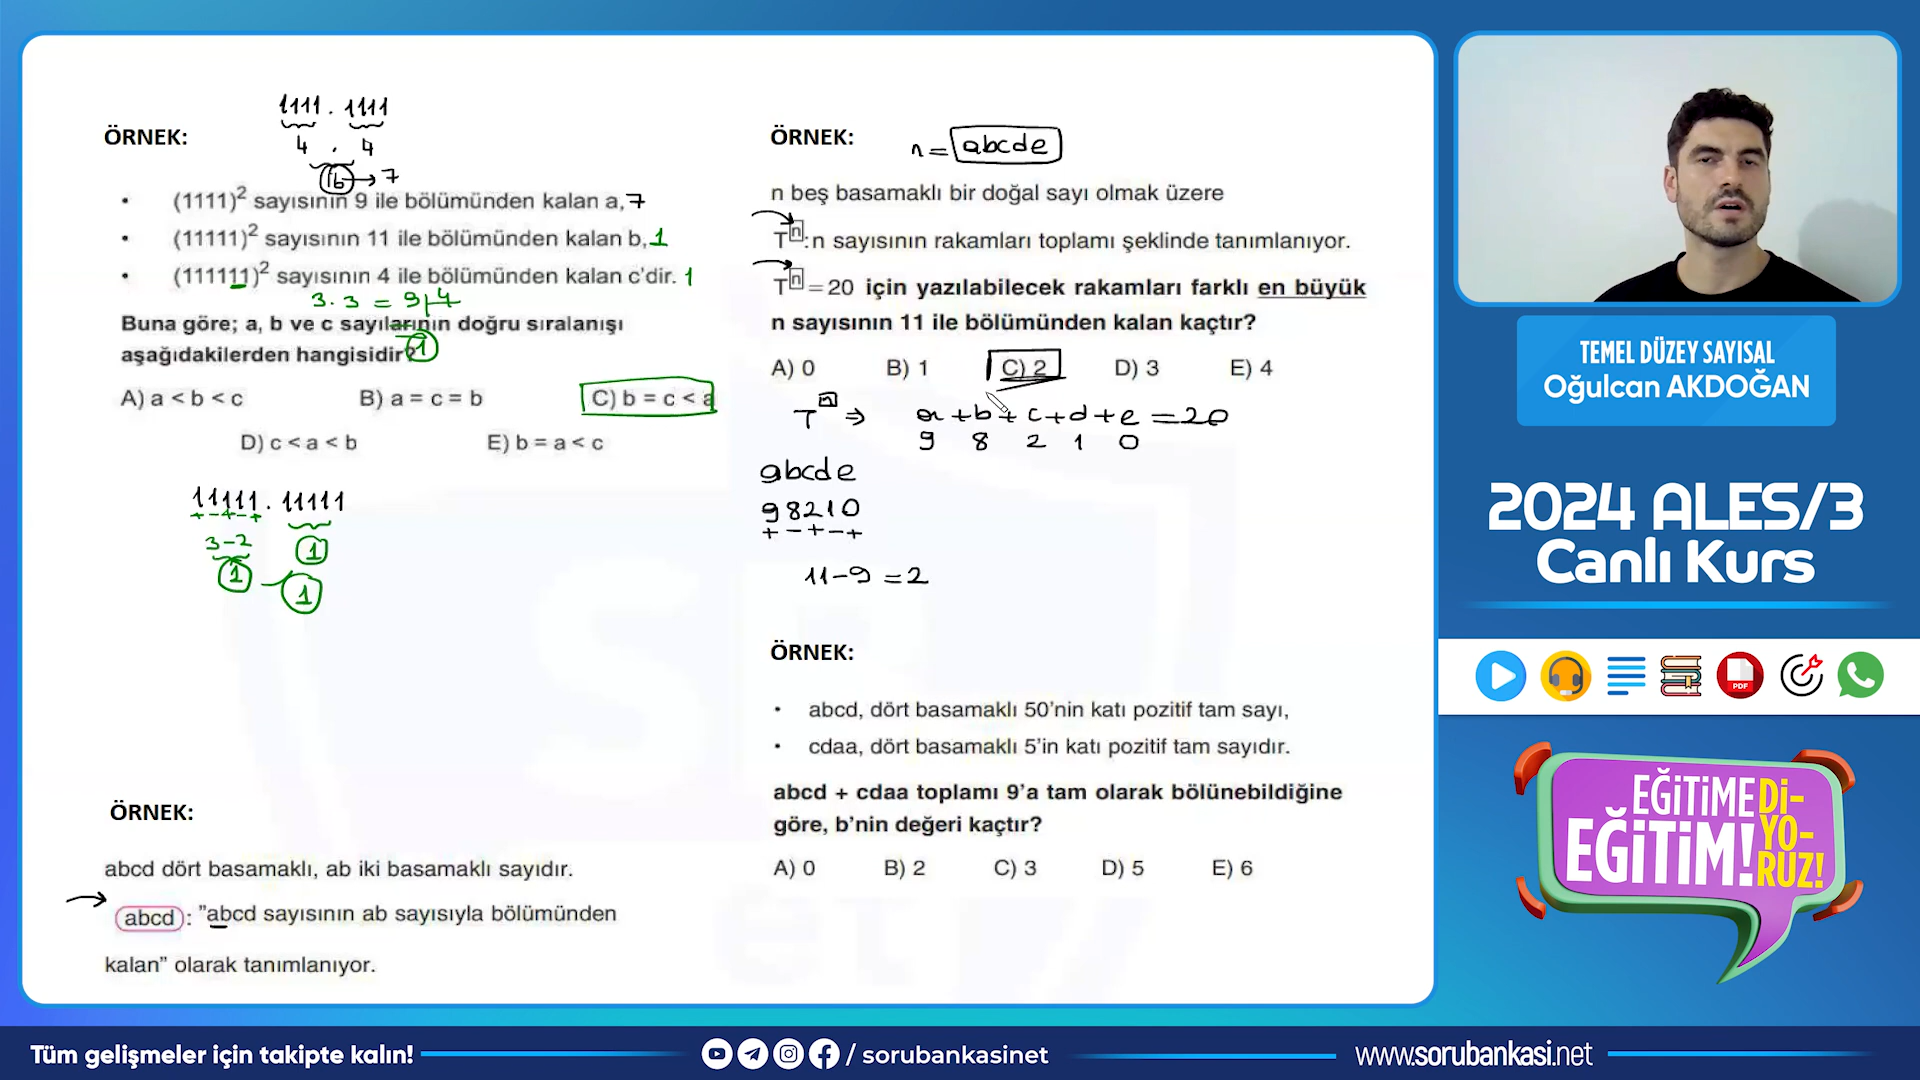 1111 . 1111
ÖRNEK:
4 . 4
16 → 7
• (1111)² sayısının 9 ile bölümünden kalan a, 7
• (11111)² sayısının 11 ile bölümünden kalan b, 1
• (111111)² sayısının 4 ile bölümünden kalan c'dir. 1
3 . 3 = 9 4
Buna göre; a, b ve c sayılarının doğru sıralanışı
aşağıdakilerden hangisidir?
1
A) a < b < c B) a = c = b C) b = c < a
D) c < a < b E) b = a < c
11111 . 11111
+ - + - +
3-2 1
1 1
ÖRNEK:
abcd dört basamaklı, ab iki basamaklı sayıdır.
→
abcd : "abcd sayısının ab sayısıyla bölümünden
kalan" olarak tanımlanıyor.
ÖRNEK:
n = abcde
n beş basamaklı bir doğal sayı olmak üzere
T n :n sayısının rakamları toplamı şeklinde tanımlanıyor.
T n = 20 için yazılabilecek rakamları farklı en büyük
n sayısının 11 ile bölümünden kalan kaçtır?
A) 0 B) 1 C) 2 D) 3 E) 4
T n ⇒ a + b + c + d + e = 20
9 8 2 1 0
abcde
98210
+ - + - +
11 - 9 = 2
ÖRNEK:
• abcd, dört basamaklı 50'nin katı pozitif tam sayı,
• cdaa, dört basamaklı 5'in katı pozitif tam sayıdır.
abcd + cdaa toplamı 9'a tam olarak bölünebildiğine
göre, b'nin değeri kaçtır?
A) 0 B) 2 C) 3 D) 5 E) 6
TEMEL DÜZEY SAYISAL
Oğulcan AKDOĞAN
2024 ALES/3
Canlı Kurs
PDF
EĞİTİME Dİ-
EĞİTİM! YO-
RUZ!
Tüm gelişmeler için takipte kalın!
/ sorubankasinet
www.sorubankasi.net